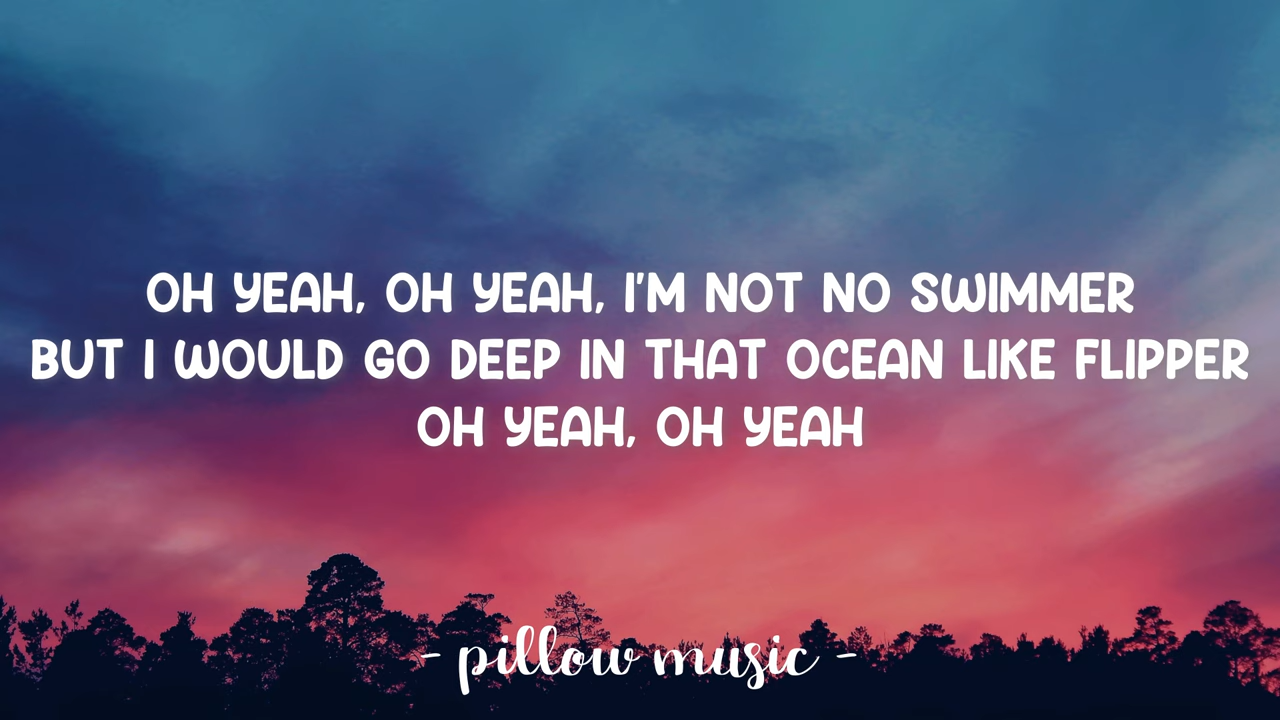 OH YEAH, OH YEAH, I'M NOT NO SWIMMER
BUT I WOULD GO DEEP IN THAT OCEAN LIKE FLIPPER
OH YEAH, OH YEAH
- pillow music -